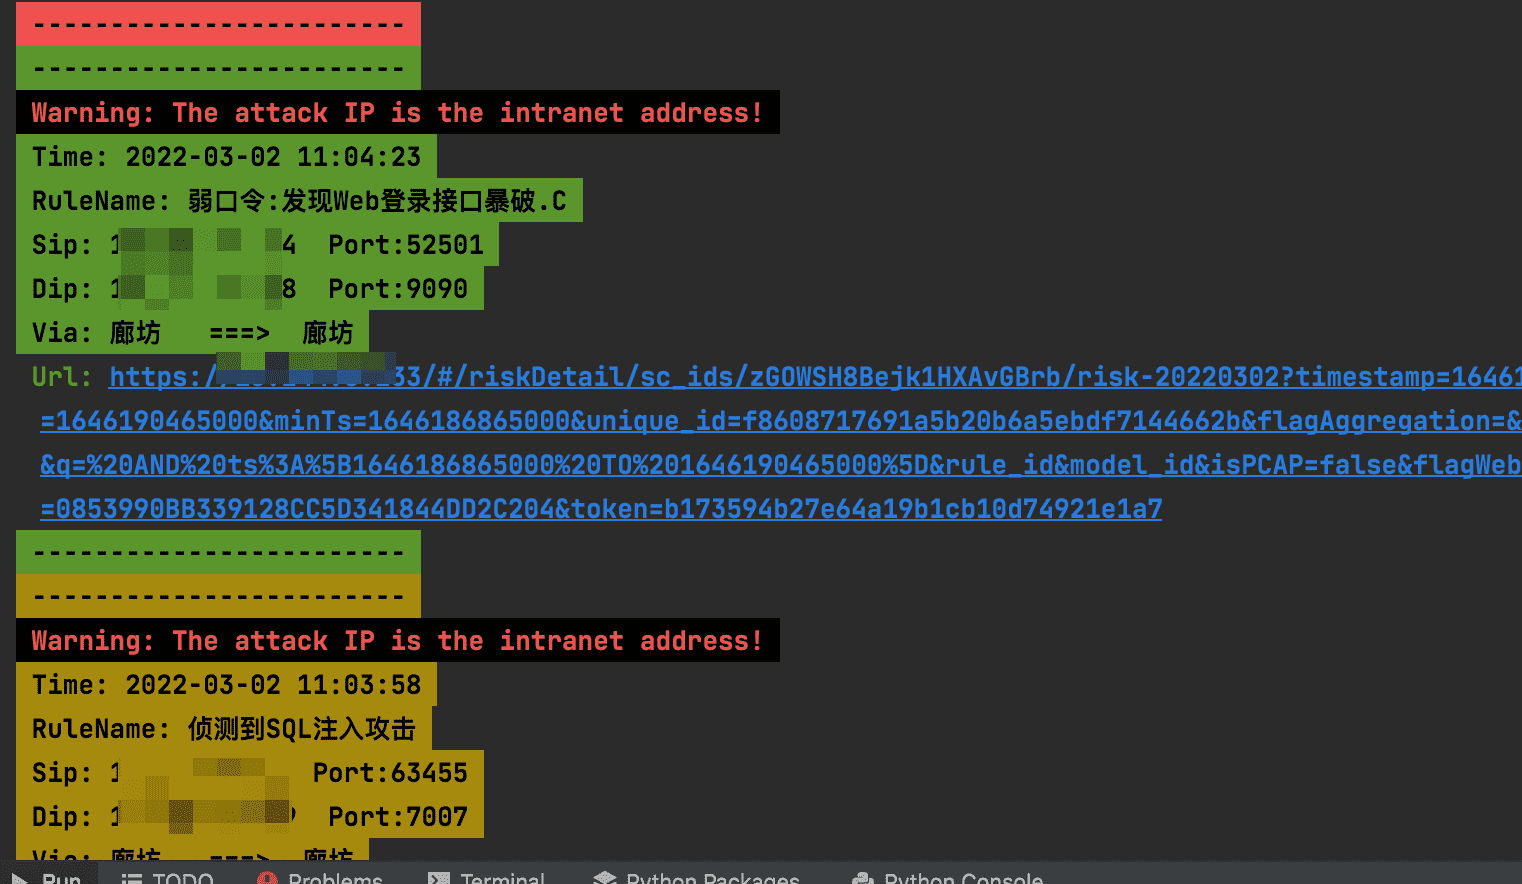 ------------------------
------------------------
Warning: The attack IP is the intranet address!
Time: 2022-03-02 11:04:23
RuleName: 弱口令:发现Web登录接口暴破.C
Sip: 1 4 Port:52501
Dip: 1 8 Port:9090
Via: 廊坊 ===> 廊坊
Url: https:/ 33/#/riskDetail/sc_ids/zGOWSH8Bejk1HXAvGBrb/risk-20220302?timestamp=16461
=1646190465000&minTs=1646186865000&unique_id=f8608717691a5b20b6a5ebdf7144662b&flagAggregation=&
&q=%20AND%20ts%3A%5B1646186865000%20TO%201646190465000%5D&rule_id&model_id&isPCAP=false&flagWeb
=0853990BB339128CC5D341844DD2C204&token=b173594b27e64a19b1cb10d74921e1a7
------------------------
------------------------
Warning: The attack IP is the intranet address!
Time: 2022-03-02 11:03:58
RuleName: 侦测到SQL注入攻击
Sip: 1 Port:63455
Dip: 1 Port:7007
Via: 廊坊 ===> 廊坊
Run TODO Problems Terminal Python Packages Python Console